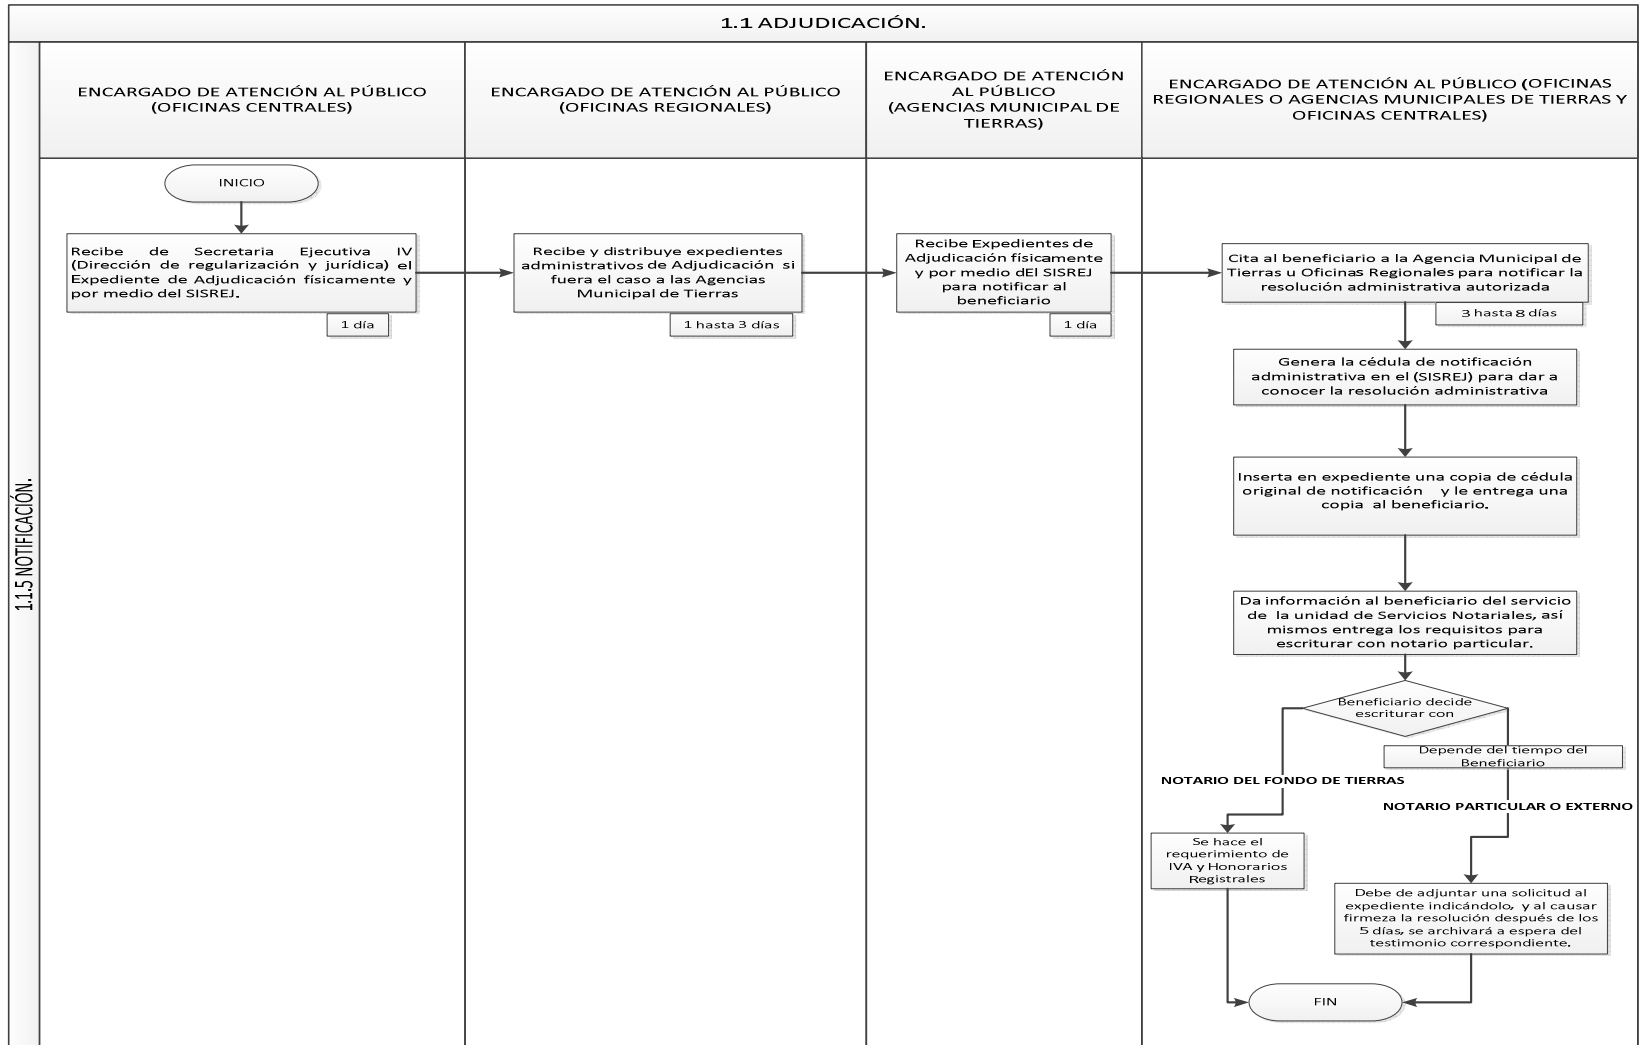 1.1 ADJUDICACIÓN.
1.1.5 NOTIFICACIÓN.
ENCARGADO DE ATENCIÓN AL PÚBLICO
(OFICINAS CENTRALES)
ENCARGADO DE ATENCIÓN AL PÚBLICO
(OFICINAS REGIONALES)
ENCARGADO DE ATENCIÓN
AL PÚBLICO
(AGENCIAS MUNICIPAL DE
TIERRAS)
ENCARGADO DE ATENCIÓN AL PÚBLICO (OFICINAS
REGIONALES O AGENCIAS MUNICIPALES DE TIERRAS Y
OFICINAS CENTRALES)
INICIO
Recibe de Secretaria Ejecutiva IV
(Dirección de regularización y jurídica) el
Expediente de Adjudicación físicamente y
por medio del SISREJ.
1 día
Recibe y distribuye expedientes
administrativos de Adjudicación si
fuera el caso a las Agencias
Municipal de Tierras
1 hasta 3 días
Recibe Expedientes de
Adjudicación físicamente
y por medio dEl SISREJ
para notificar al
beneficiario
1 día
Cita al beneficiario a la Agencia Municipal de
Tierras u Oficinas Regionales para notificar la
resolución administrativa autorizada
3 hasta 8 días
Genera la cédula de notificación
administrativa en el (SISREJ) para dar a
conocer la resolución administrativa
Inserta en expediente una copia de cédula
original de notificación y le entrega una
copia al beneficiario.
Da información al beneficiario del servicio
de la unidad de Servicios Notariales, así
mismos entrega los requisitos para
escriturar con notario particular.
Beneficiario decide
escriturar con
Depende del tiempo del
Beneficiario
NOTARIO DEL FONDO DE TIERRAS
NOTARIO PARTICULAR O EXTERNO
Se hace el
requerimiento de
IVA y Honorarios
Registrales
Debe de adjuntar una solicitud al
expediente indicándolo, y al causar
firmeza la resolución después de los
5 días, se archivará a espera del
testimonio correspondiente.
FIN